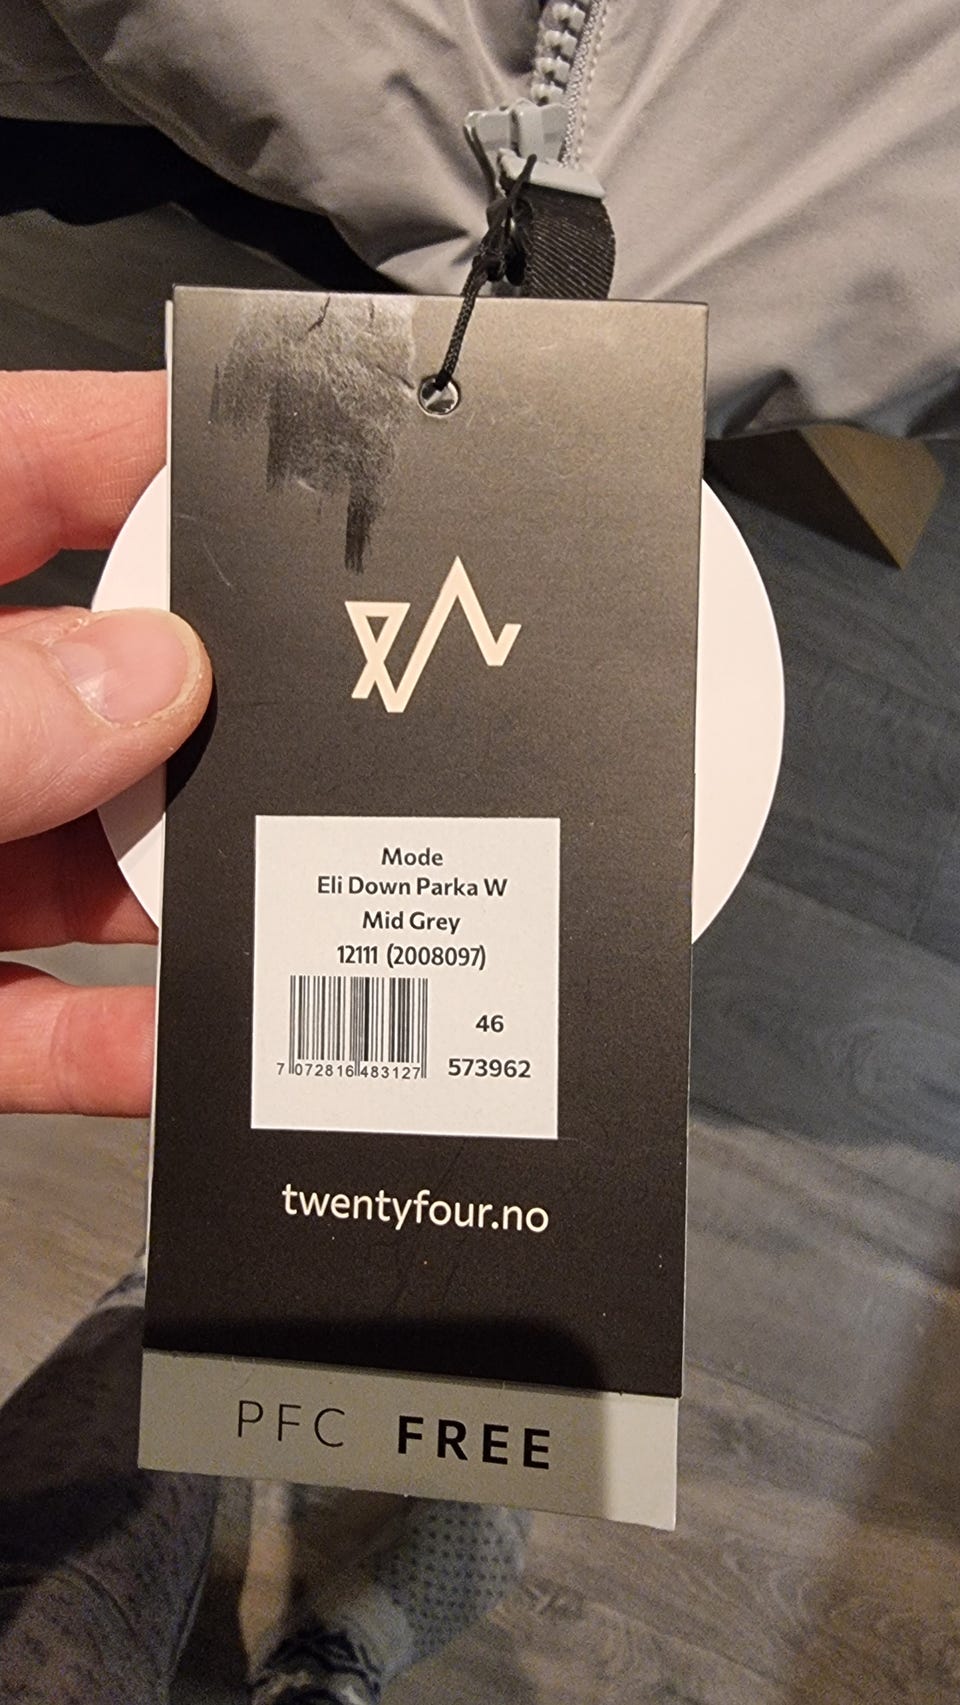 Mode
Eli Down Parka W
Mid Grey
12111 (2008097)
46
7 072816 483127
573962
twentyfour.no
PFC FREE